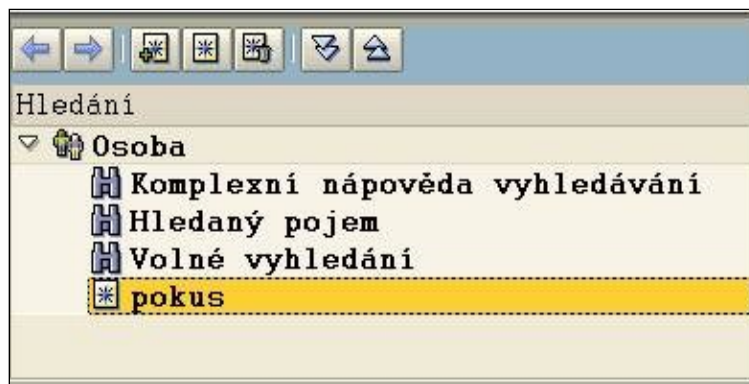 Hledání
Osoba
Komplexní nápověda vyhledávání
Hledaný pojem
Volné vyhledání
pokus